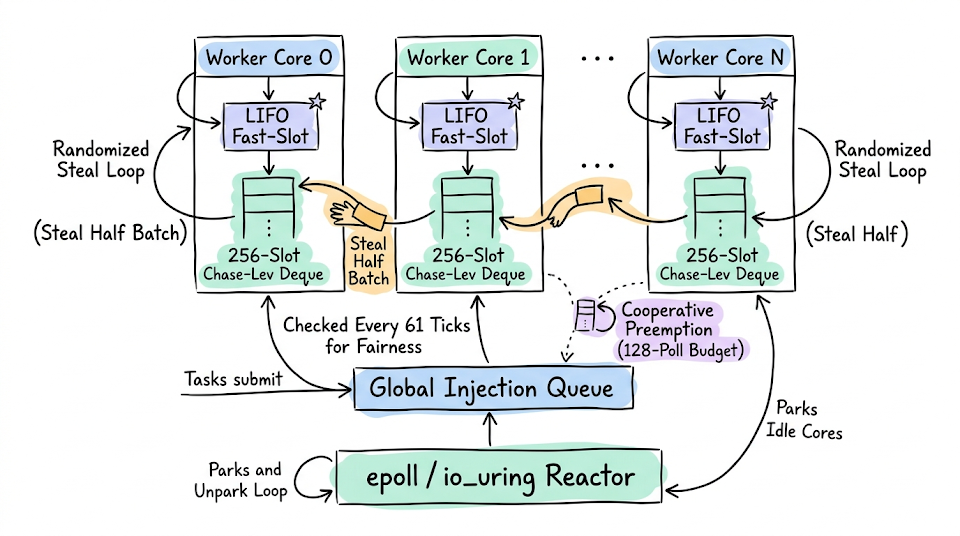 Worker Core 0
Worker Core 1
...
Worker Core N
LIFO
Fast-Slot
LIFO
Fast-Slot
LIFO
Fast-Slot
...
Randomized
Steal Loop
(Steal Half Batch)
Randomized
Steal Loop
(Steal Half)
Steal
Half
Batch
256-Slot
Chase-Lev Deque
256-Slot
Chase-Lev Deque
256-Slot
Chase-Lev Deque
Checked Every 61 Ticks
for Fairness
Cooperative
Preemption
(128-Poll Budget)
Tasks submit
Global Injection Queue
Parks
Idle Cores
Parks and
Unpark Loop
epoll / io_uring Reactor